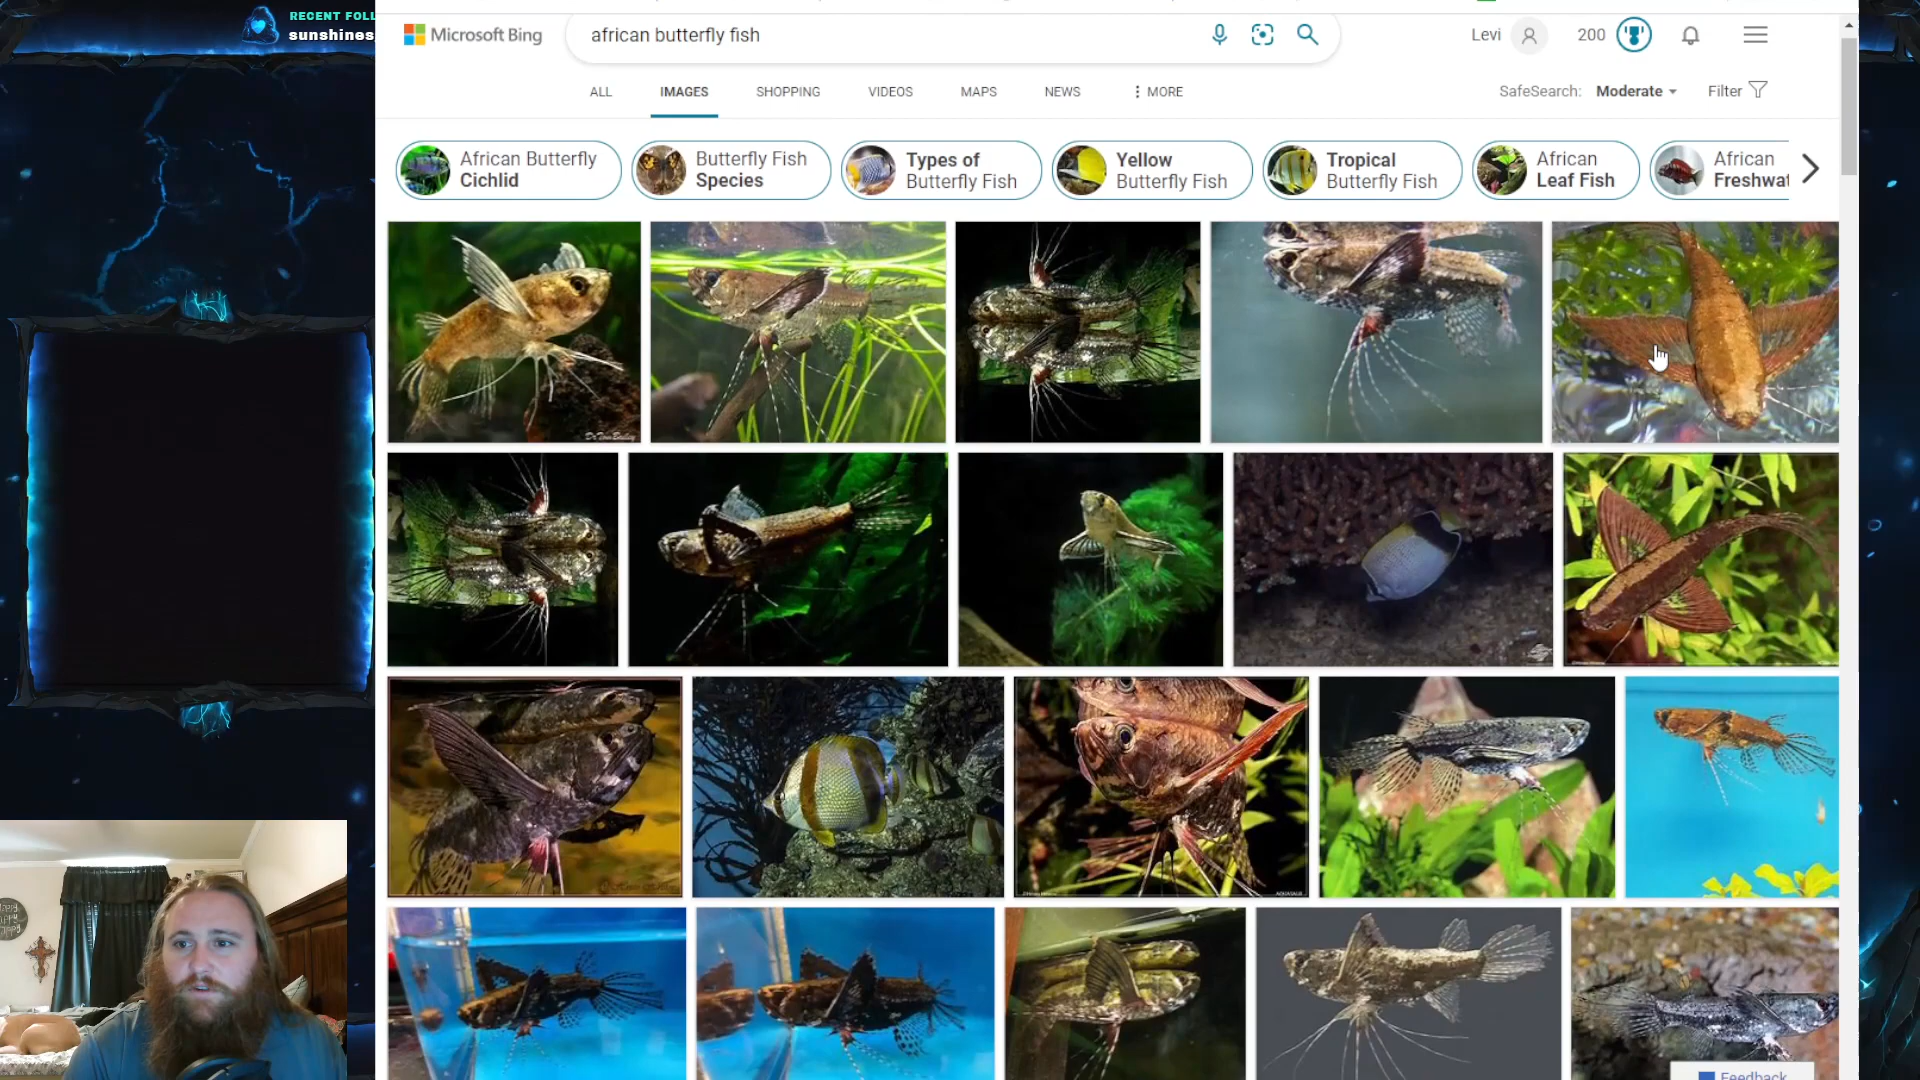 RECENT FOLL
sunshines
Microsoft Bing
african butterfly fish
Levi
200
ALL
IMAGES
SHOPPING
VIDEOS
MAPS
NEWS
MORE
SafeSearch: Moderate
Filter
African Butterfly
Cichlid
Butterfly Fish
Species
Types of
Butterfly Fish
Yellow
Butterfly Fish
Tropical
Butterfly Fish
African
Leaf Fish
African
Freshwat
Feedback